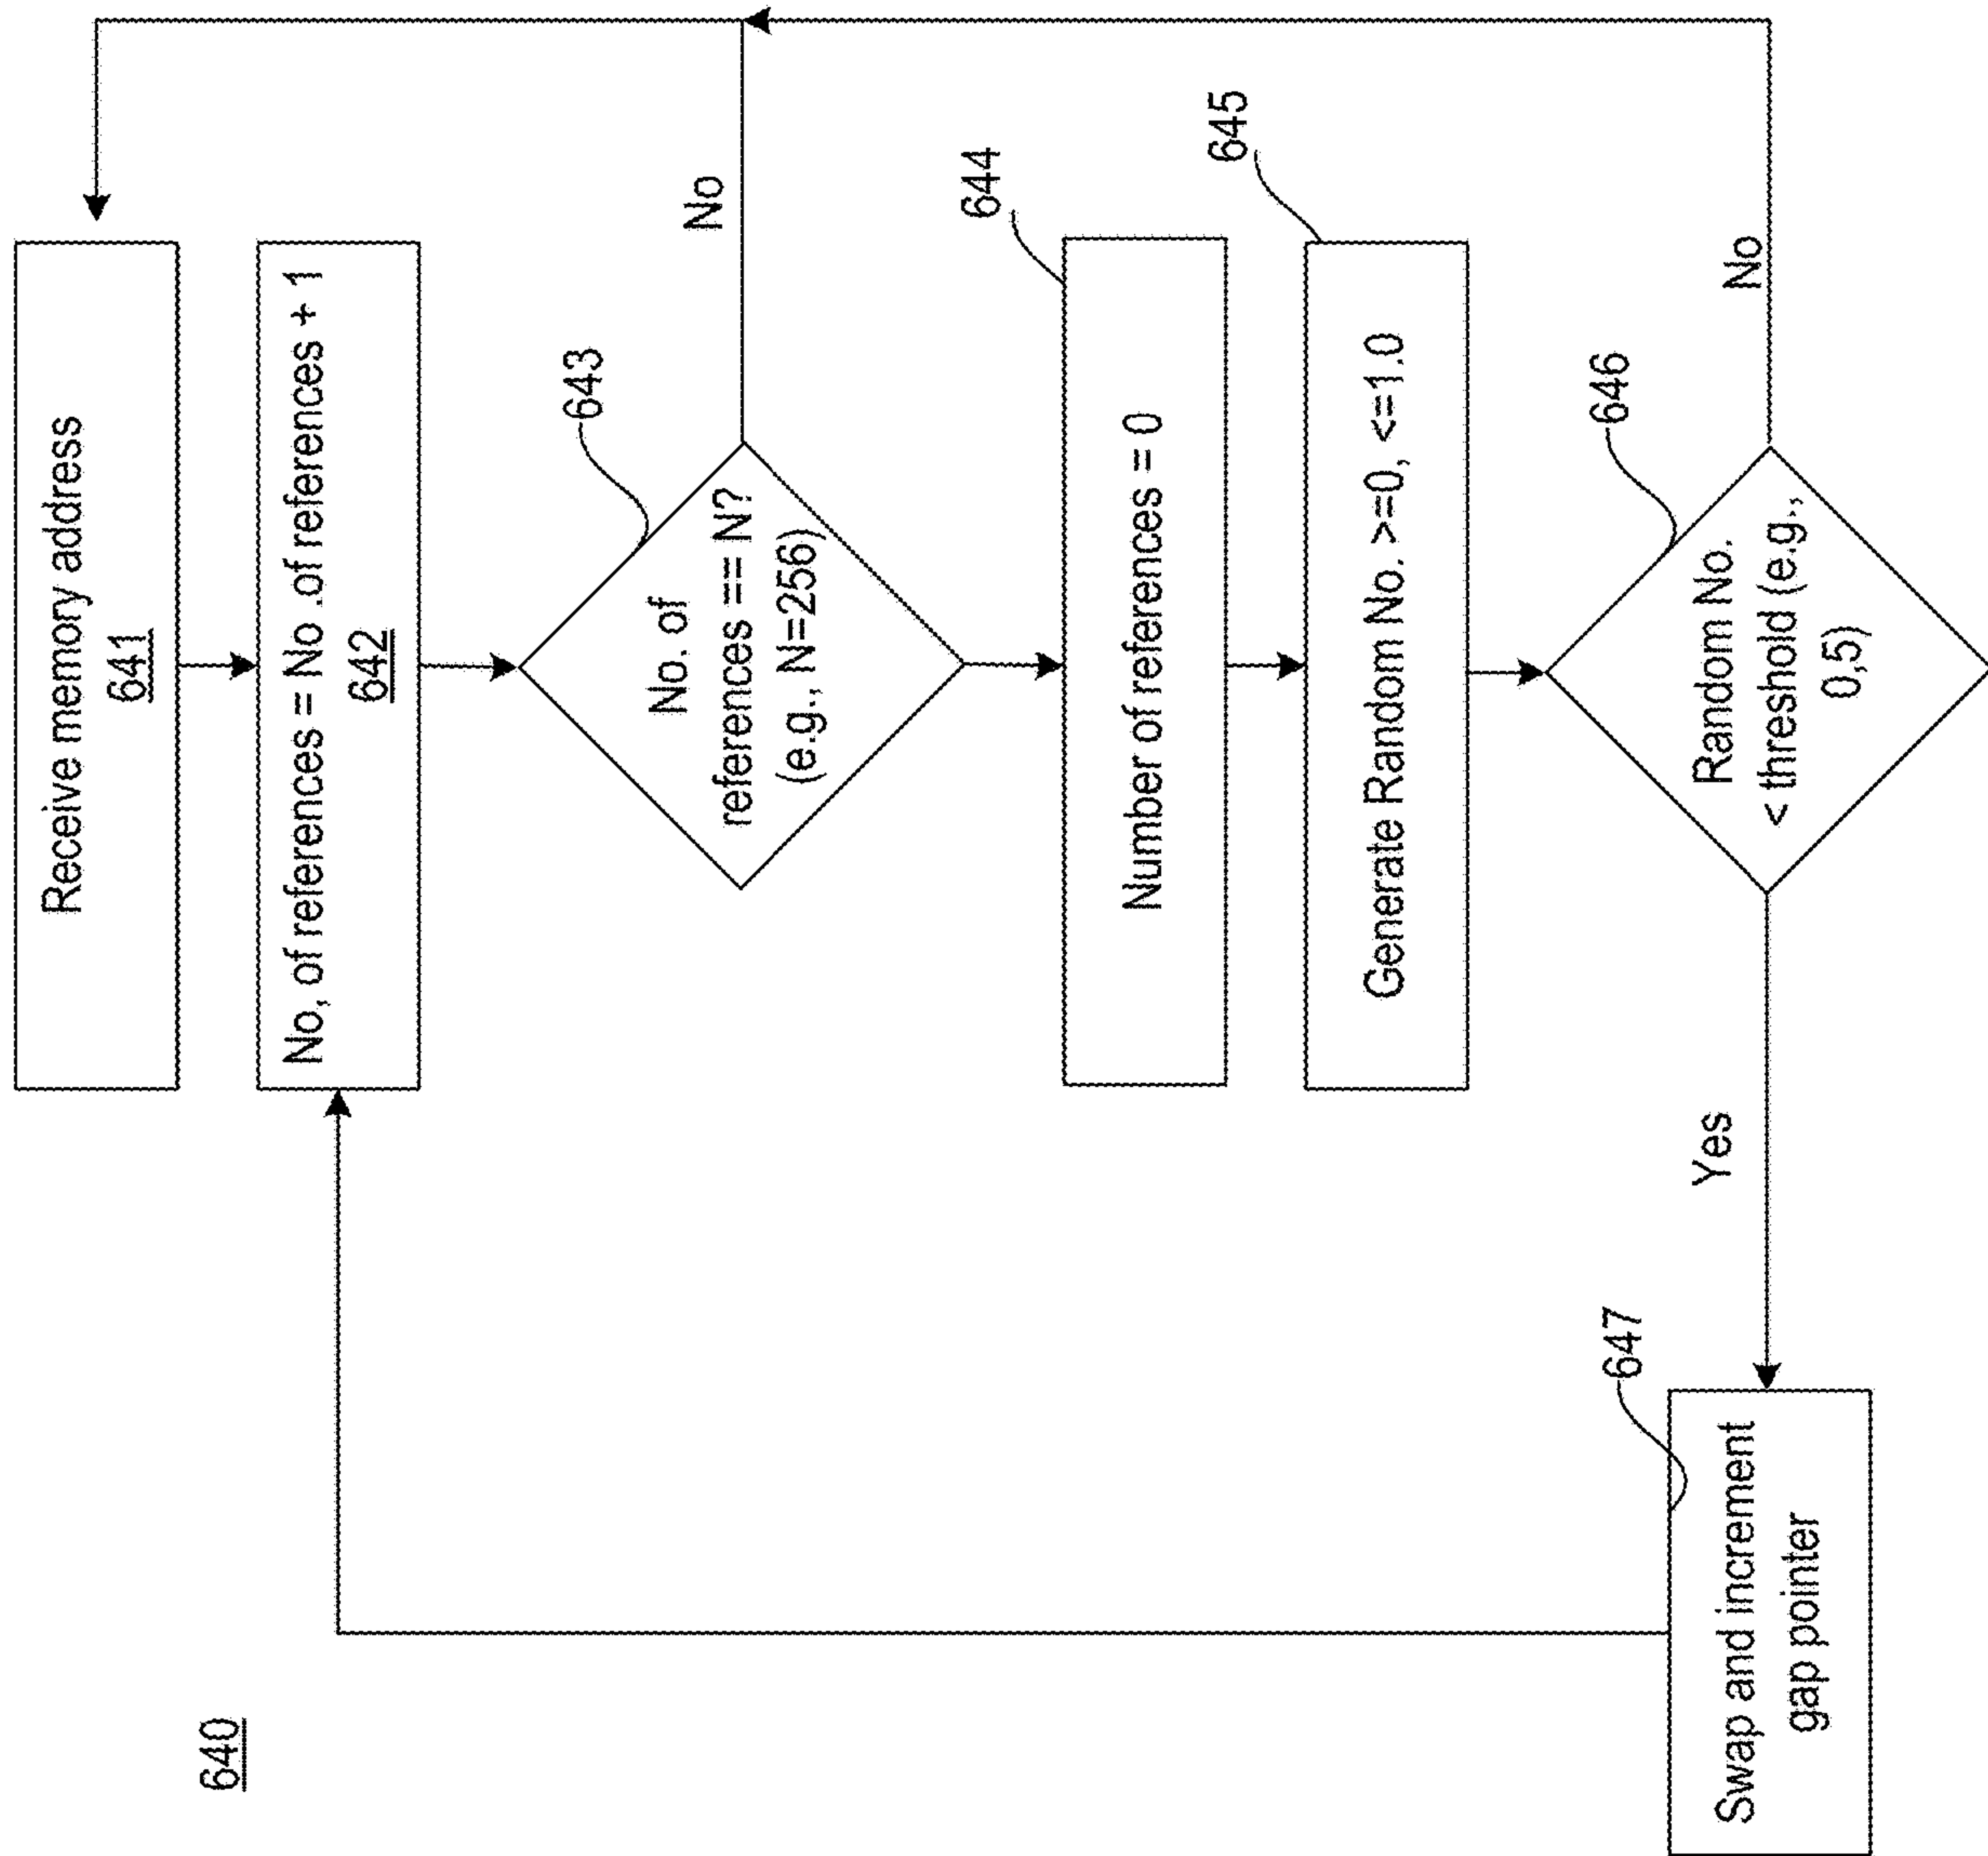 640
Receive memory address
641
No, of references = No .of references + 1
642
643
No. of
references == N?
(e.g., N=256)
No
644
Number of references = 0
645
Generate Random No. >=0, <=1.0
646
Random No.
< threshold (e.g.,
0,5)
No
Yes
647
Swap and increment
gap pointer